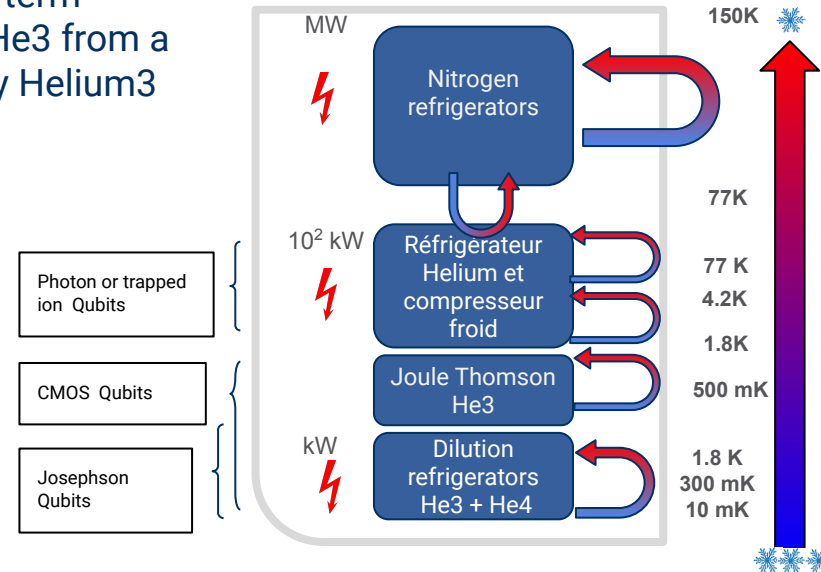 term
He3 from a
y Helium3
MW
Nitrogen
refrigerators
150K
77K
10² kW
Réfrigérateur
Helium et
compresseur
froid
77 K
4.2K
1.8K
Photon or trapped
ion Qubits
CMOS Qubits
Joule Thomson
He3
500 mK
kW
Josephson
Qubits
Dilution
refrigerators
He3 + He4
1.8 K
300 mK
10 mK